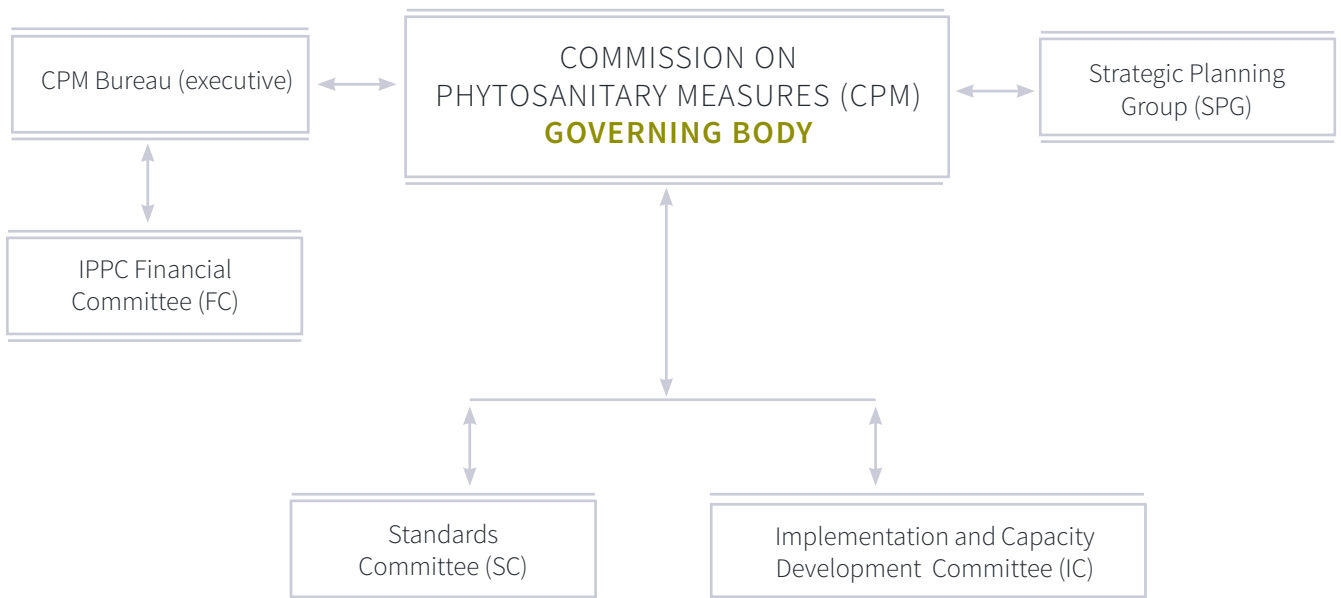 CPM Bureau (executive)
COMMISSION ON
PHYTOSANITARY MEASURES (CPM)
GOVERNING BODY
Strategic Planning
Group (SPG)
IPPC Financial
Committee (FC)
Standards
Committee (SC)
Implementation and Capacity
Development Committee (IC)